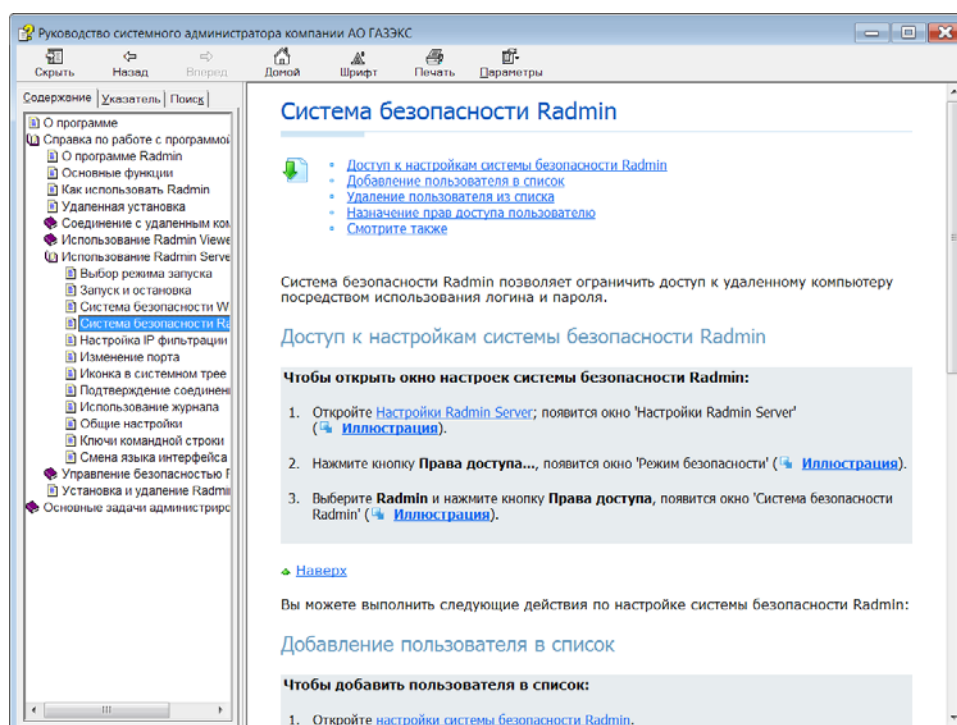 Руководство системного администратора компании АО ГАЗЭКС
Скрыть Назад Вперед Домой Шрифт Печать Параметры
Содержание Указатель Поиск
О программе
Справка по работе с программой
О программе Radmin
Основные функции
Как использовать Radmin
Удаленная установка
Соединение с удаленным ком
Использование Radmin Viewe
Использование Radmin Serve
Выбор режима запуска
Запуск и остановка
Система безопасности W
Система безопасности Ra
Настройка IP фильтрации
Изменение порта
Иконка в системном трее
Подтверждение соединени
Использование журнала
Общие настройки
Ключи командной строки
Смена языка интерфейса
Управление безопасностью R
Установка и удаление Radmi
Основные задачи администриро
Система безопасности Radmin
Доступ к настройкам системы безопасности Radmin
Добавление пользователя в список
Удаление пользователя из списка
Назначение прав доступа пользователю
Смотрите также
Система безопасности Radmin позволяет ограничить доступ к удаленному компьютеру
посредством использования логина и пароля.
Доступ к настройкам системы безопасности Radmin
Чтобы открыть окно настроек системы безопасности Radmin:
1. Откройте Настройки Radmin Server; появится окно 'Настройки Radmin Server'
(Иллюстрация).
2. Нажмите кнопку Права доступа..., появится окно 'Режим безопасности' (Иллюстрация).
3. Выберите Radmin и нажмите кнопку Права доступа, появится окно 'Система безопасности
Radmin' (Иллюстрация).
Наверх
Вы можете выполнить следующие действия по настройке системы безопасности Radmin:
Добавление пользователя в список
Чтобы добавить пользователя в список:
1. Откройте настройки системы безопасности Radmin.